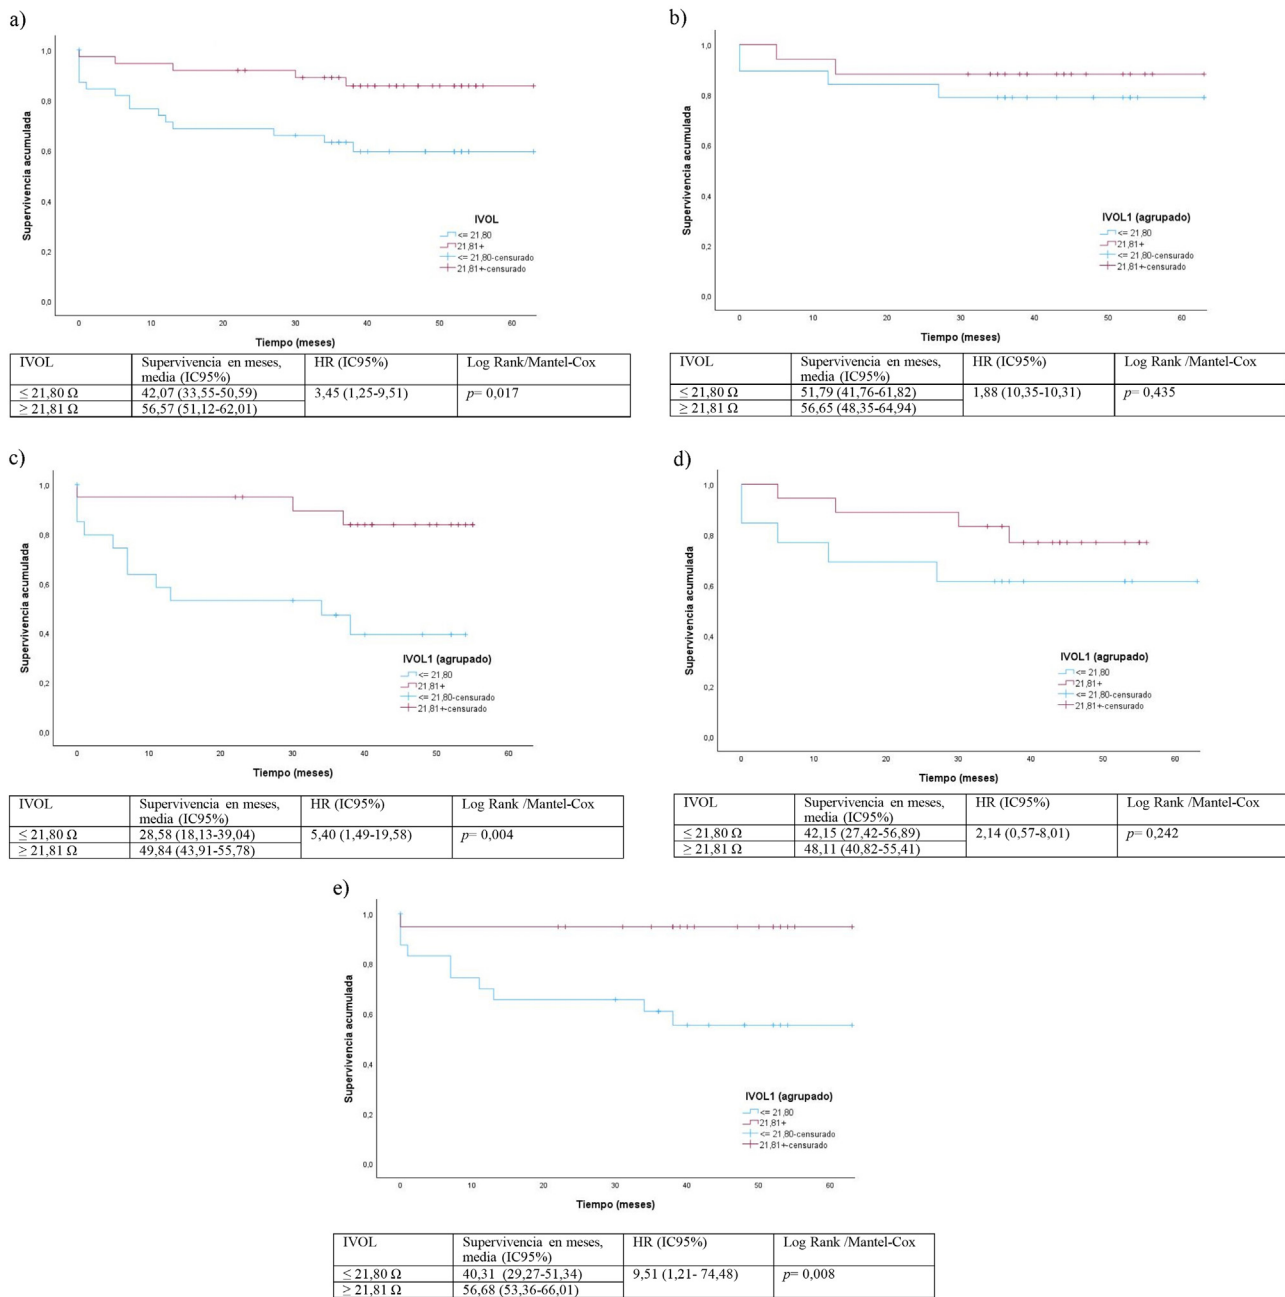 a)
Supervivencia acumulada
1,0
0,8
0,6
0,4
0,2
0,0
0 10 20 30 40 50 60
Tiempo (meses)
IVOL
<= 21,80
21,81+
<= 21,80-censurado
21,81+-censurado
IVOL Supervivencia en meses, HR (IC95%) Log Rank/Mantel-Cox
media (IC95%)
≤ 21,80 Ω 42,07 (33,55-50,59) 3,45 (1,25-9,51) p= 0,017
≥ 21,81 Ω 56,57 (51,12-62,01)
b)
Supervivencia acumulada
1,0
0,8
0,6
0,4
0,2
0,0
0 10 20 30 40 50 60
Tiempo (meses)
IVOL1 (agrupado)
<= 21,80
21,81+
<= 21,80-censurado
21,81+-censurado
IVOL Supervivencia en meses, HR (IC95%) Log Rank /Mantel-Cox
media (IC95%)
≤ 21,80 Ω 51,79 (41,76-61,82) 1,88 (10,35-10,31) p= 0,435
≥ 21,81 Ω 56,65 (48,35-64,94)
c)
Supervivencia acumulada
1,0
0,8
0,6
0,4
0,2
0,0
0 10 20 30 40 50 60
Tiempo (meses)
IVOL1 (agrupado)
<= 21,80
21,81+
<= 21,80-censurado
21,81+-censurado
IVOL Supervivencia en meses, HR (IC95%) Log Rank /Mantel-Cox
media (IC95%)
≤ 21,80 Ω 28,58 (18,13-39,04) 5,40 (1,49-19,58) p= 0,004
≥ 21,81 Ω 49,84 (43,91-55,78)
d)
Supervivencia acumulada
1,0
0,8
0,6
0,4
0,2
0,0
0 10 20 30 40 50 60
Tiempo (meses)
IVOL1 (agrupado)
<= 21,80
21,81+
<= 21,80-censurado
21,81+-censurado
IVOL Supervivencia en meses, HR (IC95%) Log Rank /Mantel-Cox
media (IC95%)
≤ 21,80 Ω 42,15 (27,42-56,89) 2,14 (0,57-8,01) p= 0,242
≥ 21,81 Ω 48,11 (40,82-55,41)
e)
Supervivencia acumulada
1,0
0,8
0,6
0,4
0,2
0,0
0 10 20 30 40 50 60
Tiempo (meses)
IVOL1 (agrupado)
<= 21,80
21,81+
<= 21,80-censurado
21,81+-censurado
IVOL Supervivencia en meses, HR (IC95%) Log Rank /Mantel-Cox
media (IC95%)
≤ 21,80 Ω 40,31 (29,27-51,34) 9,51 (1,21- 74,48) p= 0,008
≥ 21,81 Ω 56,68 (53,36-66,01)